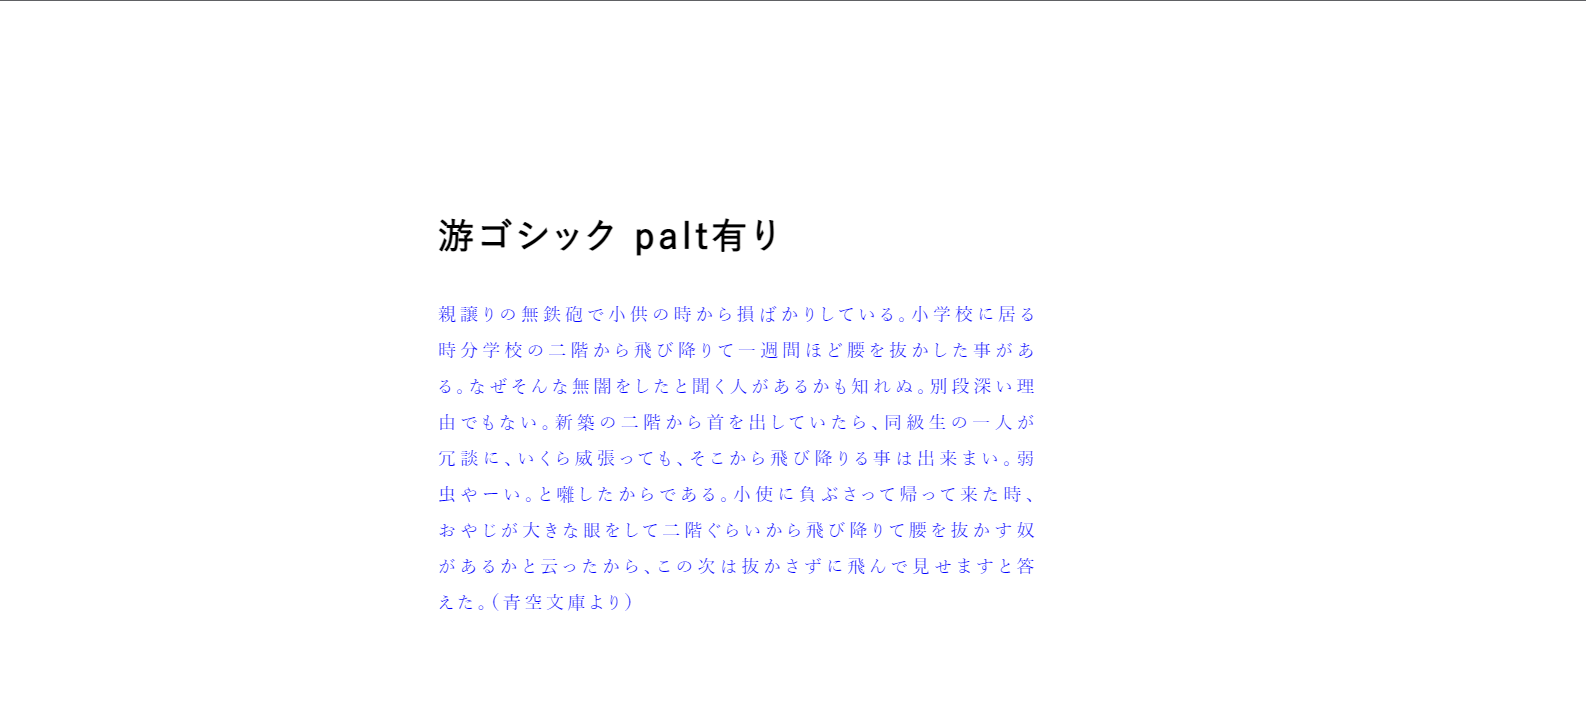 游ゴシック palt有り
親譲りの無鉄砲で小供の時から損ばかりしている。小学校に居る
時分学校の二階から飛び降りて一週間ほど腰を抜かした事があ
る。なぜそんな無闇をしたと聞く人があるかも知れぬ。別段深い理
由でもない。新築の二階から首を出していたら、同級生の一人が
冗談に、いくら威張っても、そこから飛び降りる事は出来まい。弱
虫やーい。と囃したからである。小使に負ぶさって帰って来た時、
おやじが大きな眼をして二階ぐらいから飛び降りて腰を抜かす奴
があるかと云ったから、この次は抜かさずに飛んで見せますと答
えた。(青空文庫より)